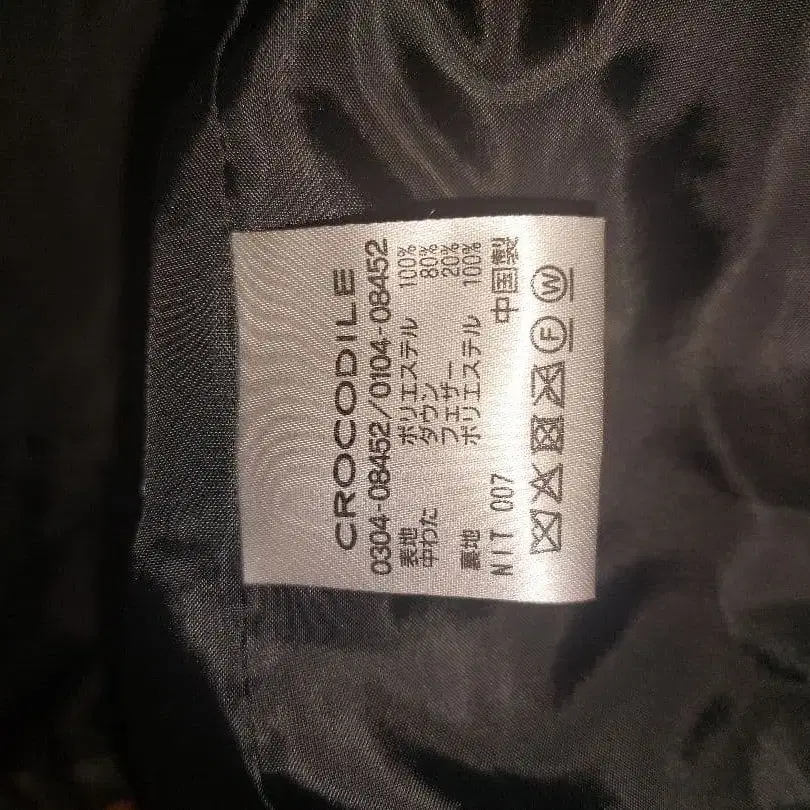 CROCODILE
0304-08452/0104-08452
表地 ポリエステル 100%
中わた ダウン 80%
フェザー 20%
裏地 ポリエステル 100%
NIT 007 中国製
F W